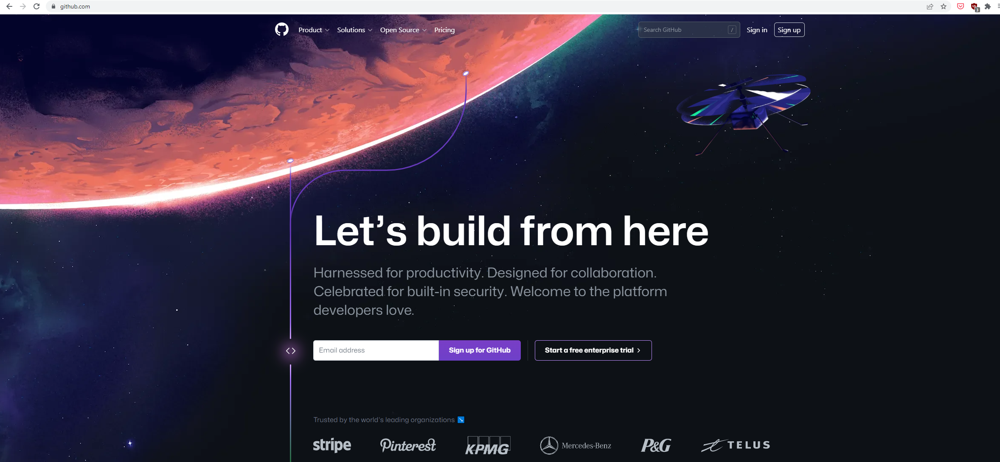 github.com
3
Product Solutions Open Source Pricing
Search GitHub / Sign in Sign up
Let’s build from here
Harnessed for productivity. Designed for collaboration.
Celebrated for built-in security. Welcome to the platform
developers love.
Email address Sign up for GitHub Start a free enterprise trial
Trusted by the world’s leading organizations
stripe Pinterest KPMG Mercedes-Benz P&G TELUS